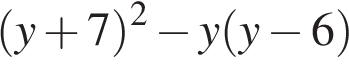 (y + 7)² − y(y − 6)